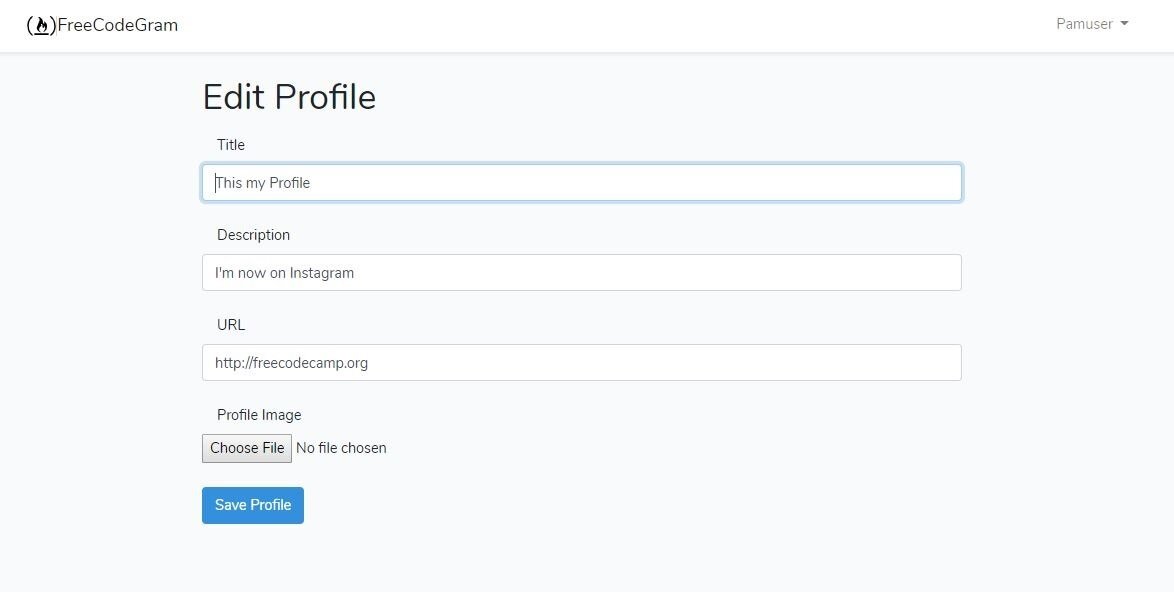 FreeCodeGram
Pamuser
Edit Profile
Title
This my Profile
Description
I'm now on Instagram
URL
http://freecodecamp.org
Profile Image
Choose File No file chosen
Save Profile